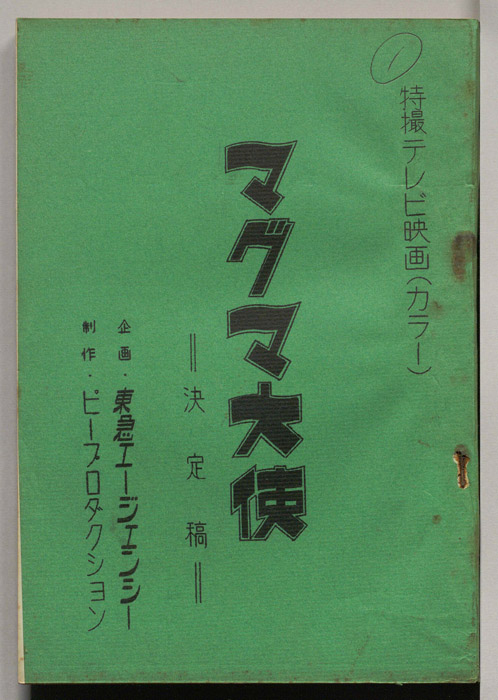 1
特撮テレビ映画(カラー)
マグマ大使
=決定稿=
企画・東急エージエンシー
制作・ピープロダクション